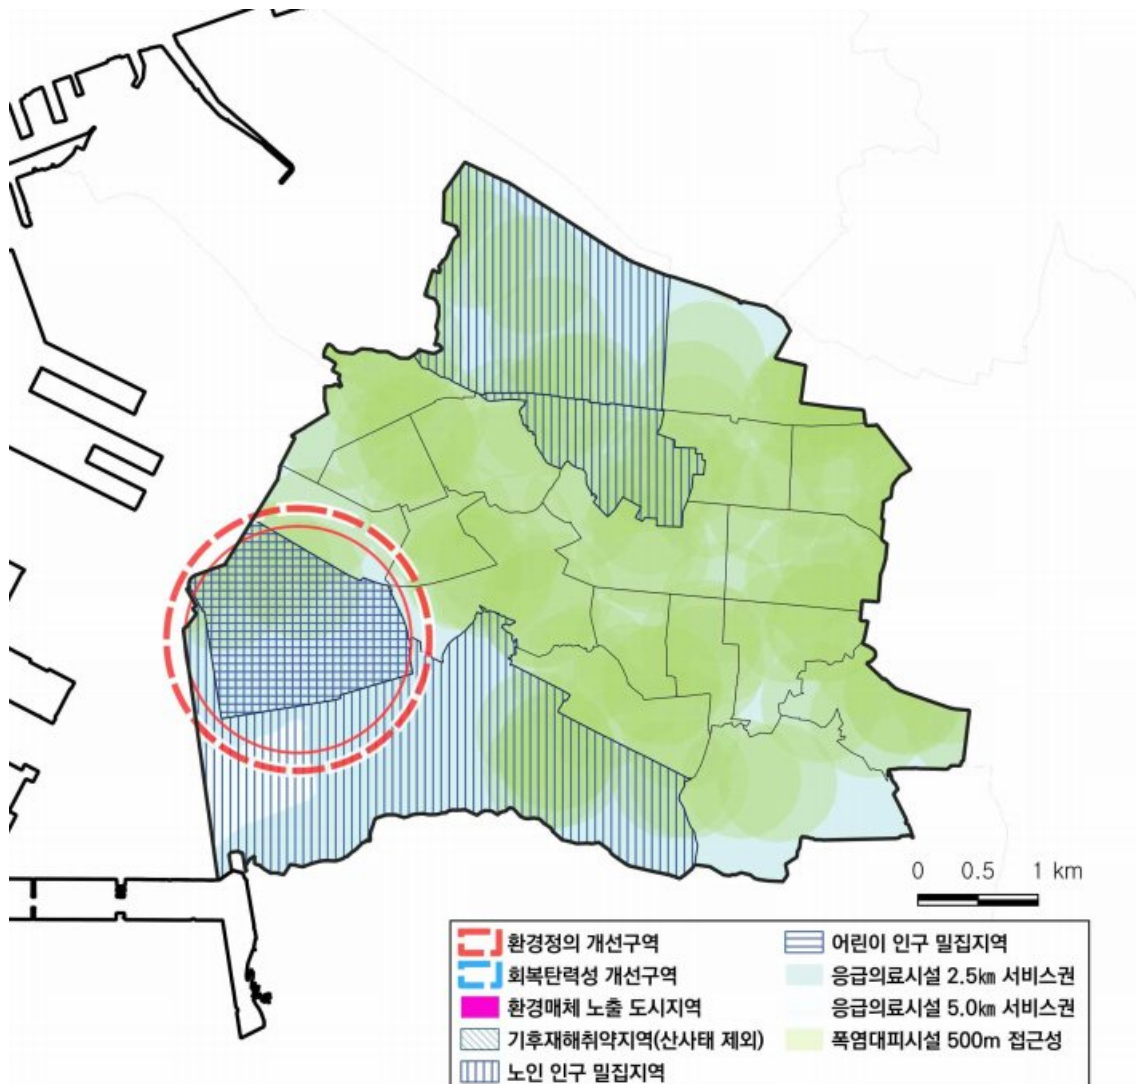 0 0.5 1 km
환경정의 개선구역
회복탄력성 개선구역
환경매체 노출 도시지역
기후재해취약지역(산사태 제외)
노인 인구 밀집지역
어린이 인구 밀집지역
응급의료시설 2.5㎞ 서비스권
응급의료시설 5.0㎞ 서비스권
폭염대피시설 500m 접근성